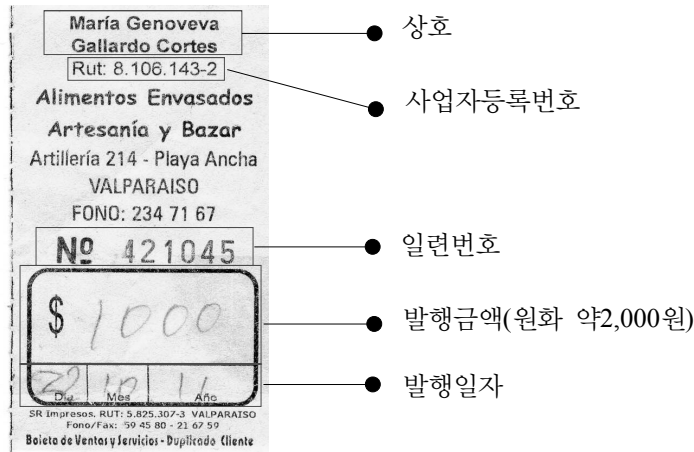 María Genoveva
Gallardo Cortes
상호
Rut: 8.106.143-2
사업자등록번호
Alimentos Envasados
Artesanía y Bazar
Artillería 214 - Playa Ancha
VALPARAISO
FONO: 234 71 67
Nº 421045
일련번호
$ 1000
발행금액(원화 약2,000원)
10 11
발행일자
Día Mes Año
SR Impresos. RUT: 5.825.307-3 VALPARAISO
Fono/Fax: 59 45 80 - 21 67 59
Boleta de Ventas y Servicios - Duplicado Cliente